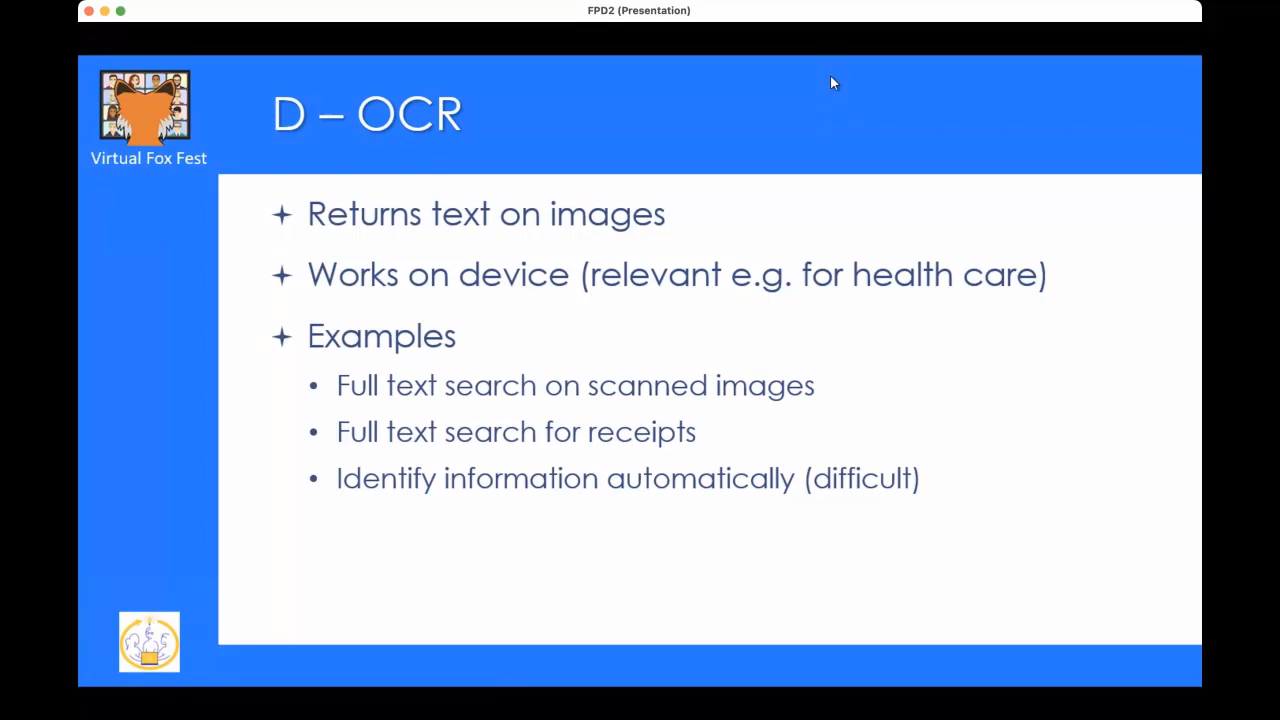 FPD2 (Presentation)
D – OCR
Virtual Fox Fest
Returns text on images
Works on device (relevant e.g. for health care)
Examples
Full text search on scanned images
Full text search for receipts
Identify information automatically (difficult)